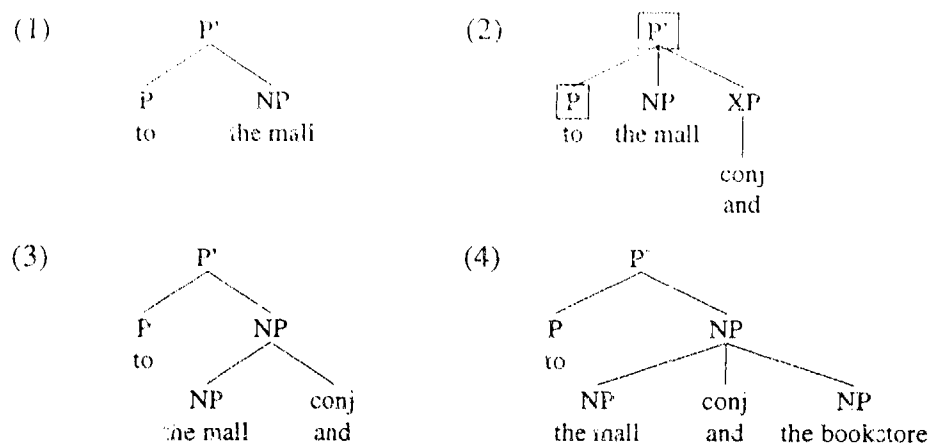 (1) P' (2) P'
P NP P NP XP
to the mall to the mall conj
and
(3) P' (4) P'
P NP P NP
to to
NP conj NP conj NP
the mall and the mall and the bookstore